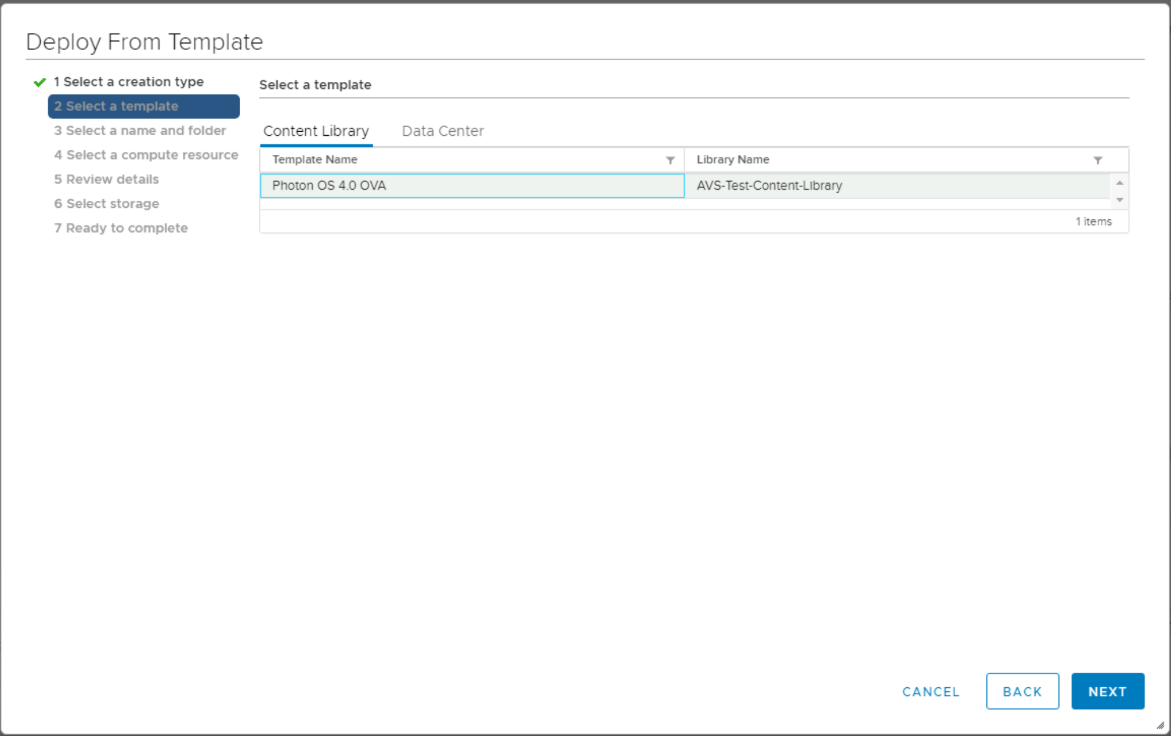 Deploy From Template
1 Select a creation type
2 Select a template
3 Select a name and folder
4 Select a compute resource
5 Review details
6 Select storage
7 Ready to complete
Select a template
Content Library Data Center
Template Name Library Name
Photon OS 4.0 OVA AVS-Test-Content-Library
1 items
CANCEL BACK NEXT